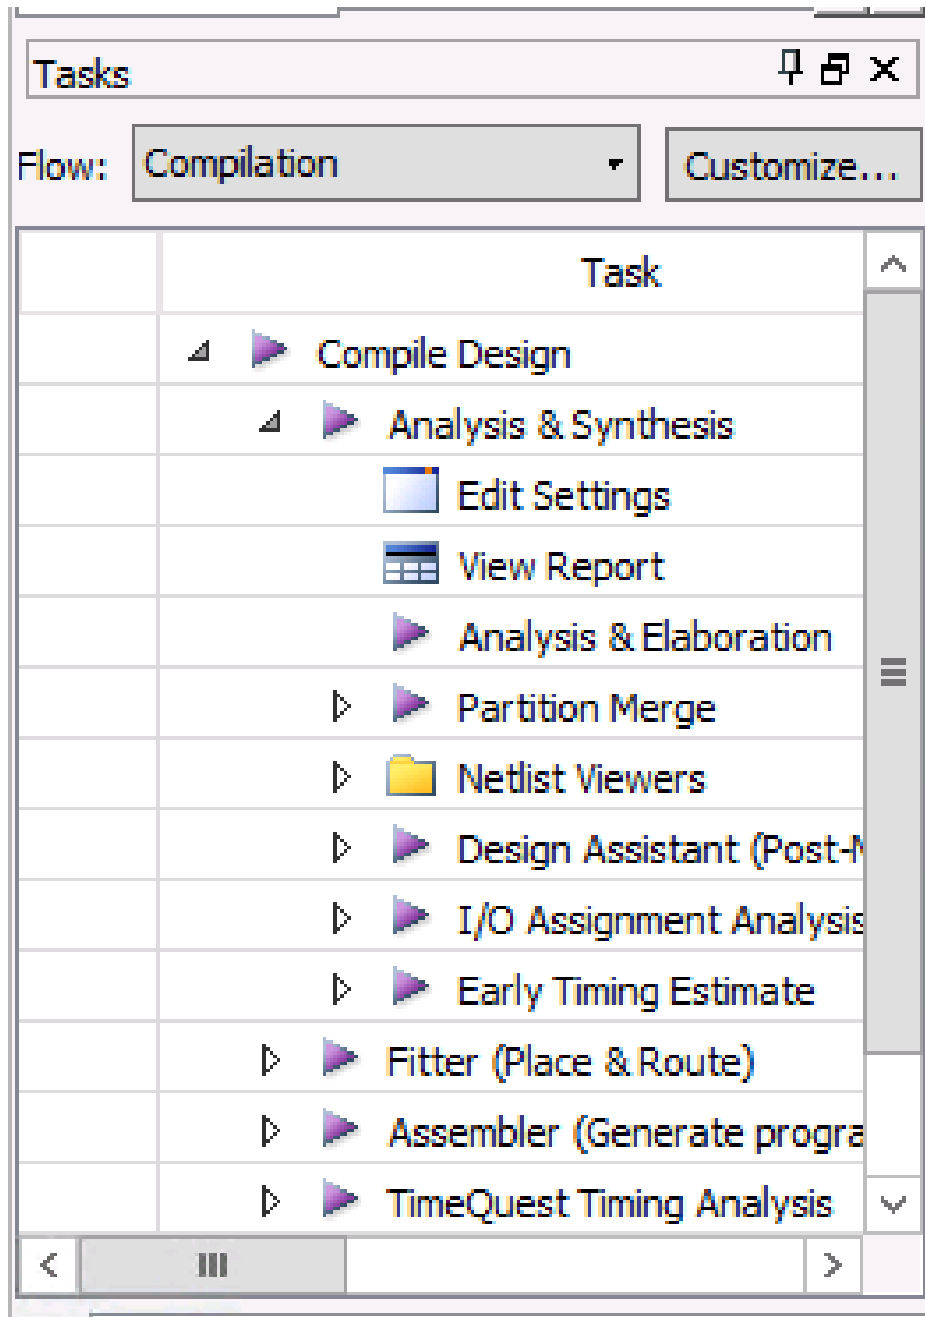 Tasks
Flow: Compilation Customize...
Task
Compile Design
Analysis & Synthesis
Edit Settings
View Report
Analysis & Elaboration
Partition Merge
Netlist Viewers
Design Assistant (Post-
I/O Assignment Analysis
Early Timing Estimate
Fitter (Place & Route)
Assembler (Generate progra
TimeQuest Timing Analysis